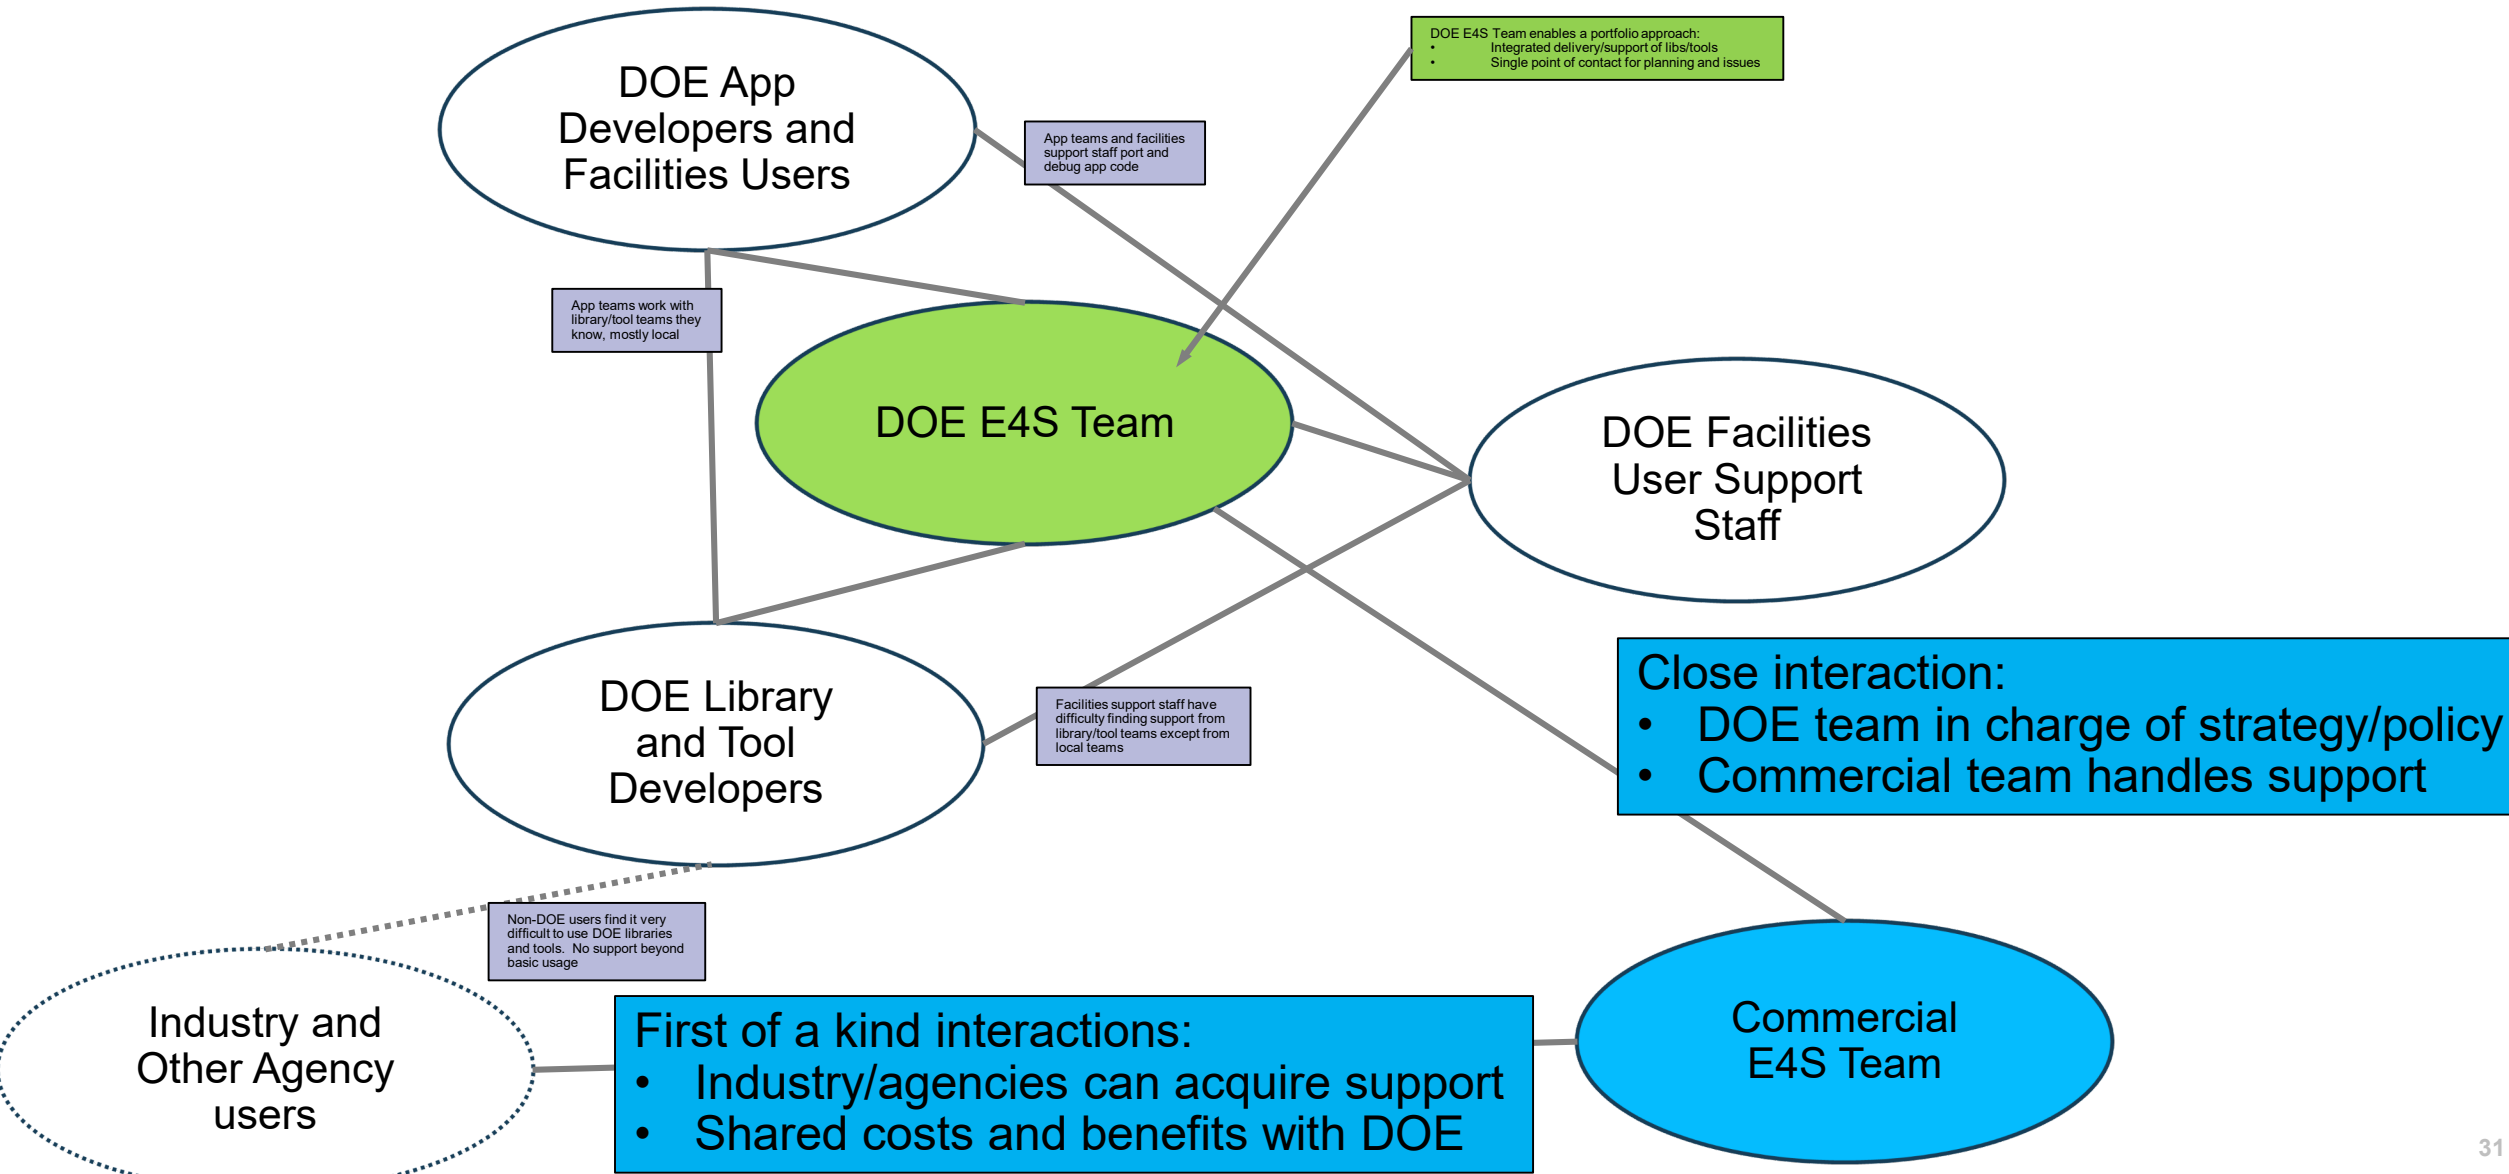 DOE App
Developers and
Facilities Users
DOE E4S Team enables a portfolio approach:
• Integrated delivery/support of libs/tools
• Single point of contact for planning and issues
App teams and facilities
support staff port and
debug app code
App teams work with
library/tool teams they
know, mostly local
DOE E4S Team
DOE Facilities
User Support
Staff
DOE Library
and Tool
Developers
Facilities support staff have
difficulty finding support from
library/tool teams except from
local teams
Close interaction:
• DOE team in charge of strategy/policy
• Commercial team handles support
Non-DOE users find it very
difficult to use DOE libraries
and tools. No support beyond
basic usage
Industry and
Other Agency
users
First of a kind interactions:
• Industry/agencies can acquire support
• Shared costs and benefits with DOE
Commercial
E4S Team
31